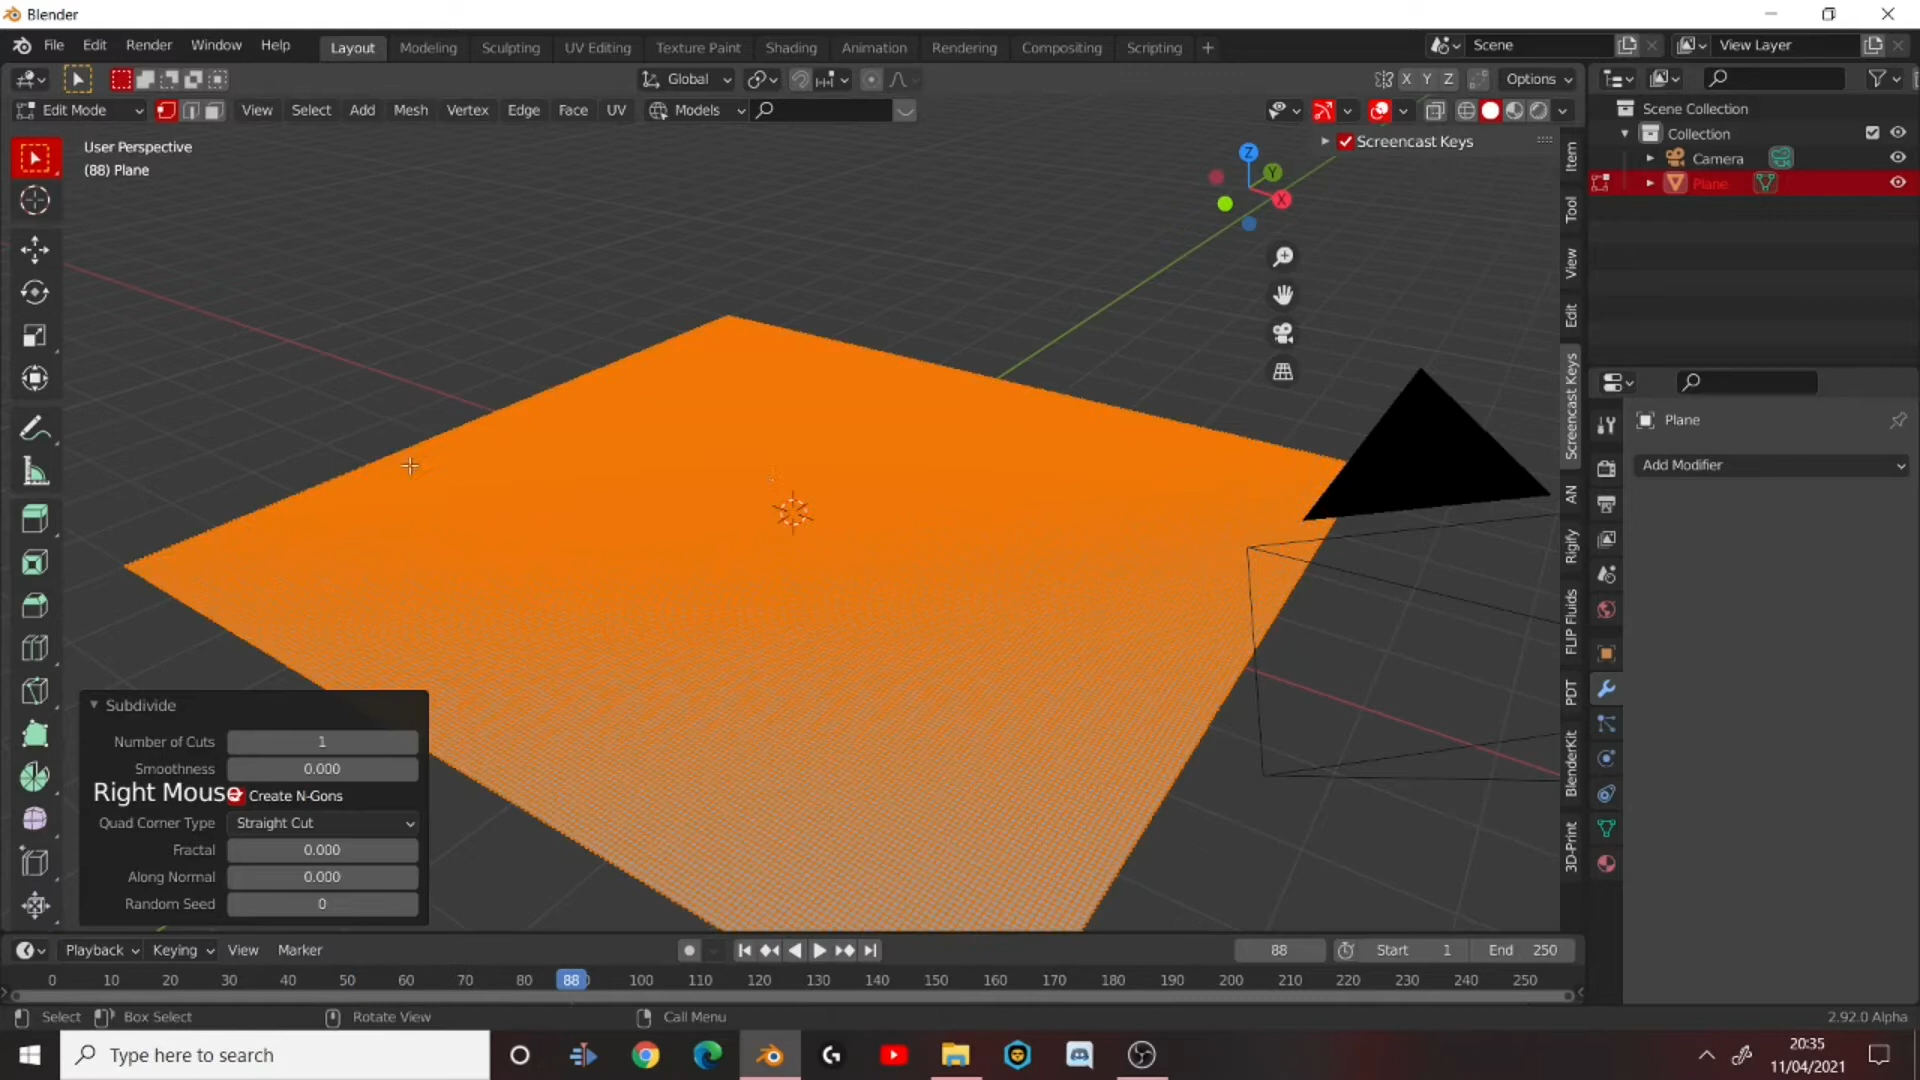 Blender
File Edit Render Window Help Layout Modeling Sculpting UV Editing Texture Paint Shading Animation Rendering Compositing Scripting + Scene View Layer
Global X Y Z Options
Edit Mode View Select Add Mesh Vertex Edge Face UV Models
User Perspective
(88) Plane
Screencast Keys
Z
Y
X
Item
Tool
View
Edit
Screencast Keys
AN
Rigify
FLIP Fluids
PDT
BlenderKit
3D-Print
Scene Collection
Collection
Camera
Plane
Plane
Add Modifier
Subdivide
Number of Cuts 1
Smoothness 0.000
Right Mouse Create N-Gons
Quad Corner Type Straight Cut
Fractal 0.000
Along Normal 0.000
Random Seed 0
Playback Keying View Marker 88 Start 1 End 250
0 10 20 30 40 50 60 70 80 88 100 110 120 130 140 150 160 170 180 190 200 210 220 230 240 250
Select Box Select Rotate View Call Menu 2.92.0 Alpha
Type here to search
20:35
11/04/2021